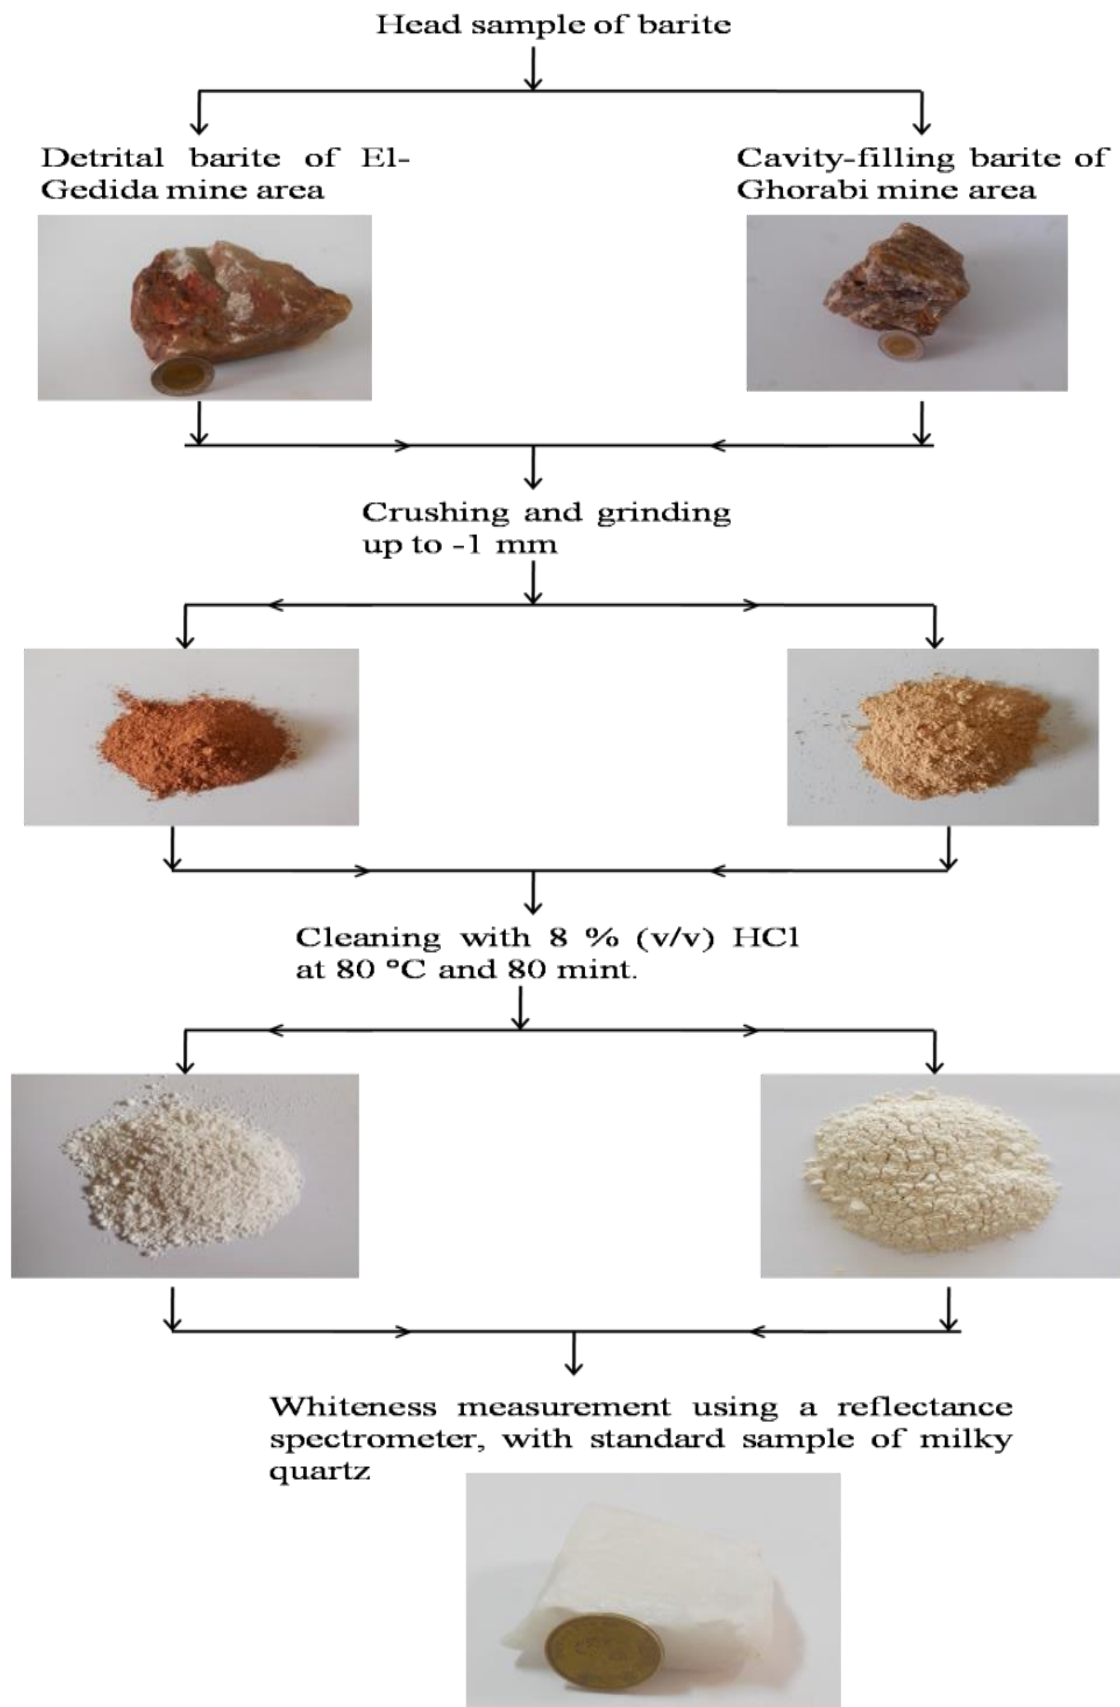 Head sample of barite
Detrital barite of El-
Gedida mine area
Cavity-filling barite of
Ghorabi mine area
Crushing and grinding
up to -1 mm
Cleaning with 8 % (v/v) HCl
at 80 °C and 80 mint.
Whiteness measurement using a reflectance
spectrometer, with standard sample of milky
quartz